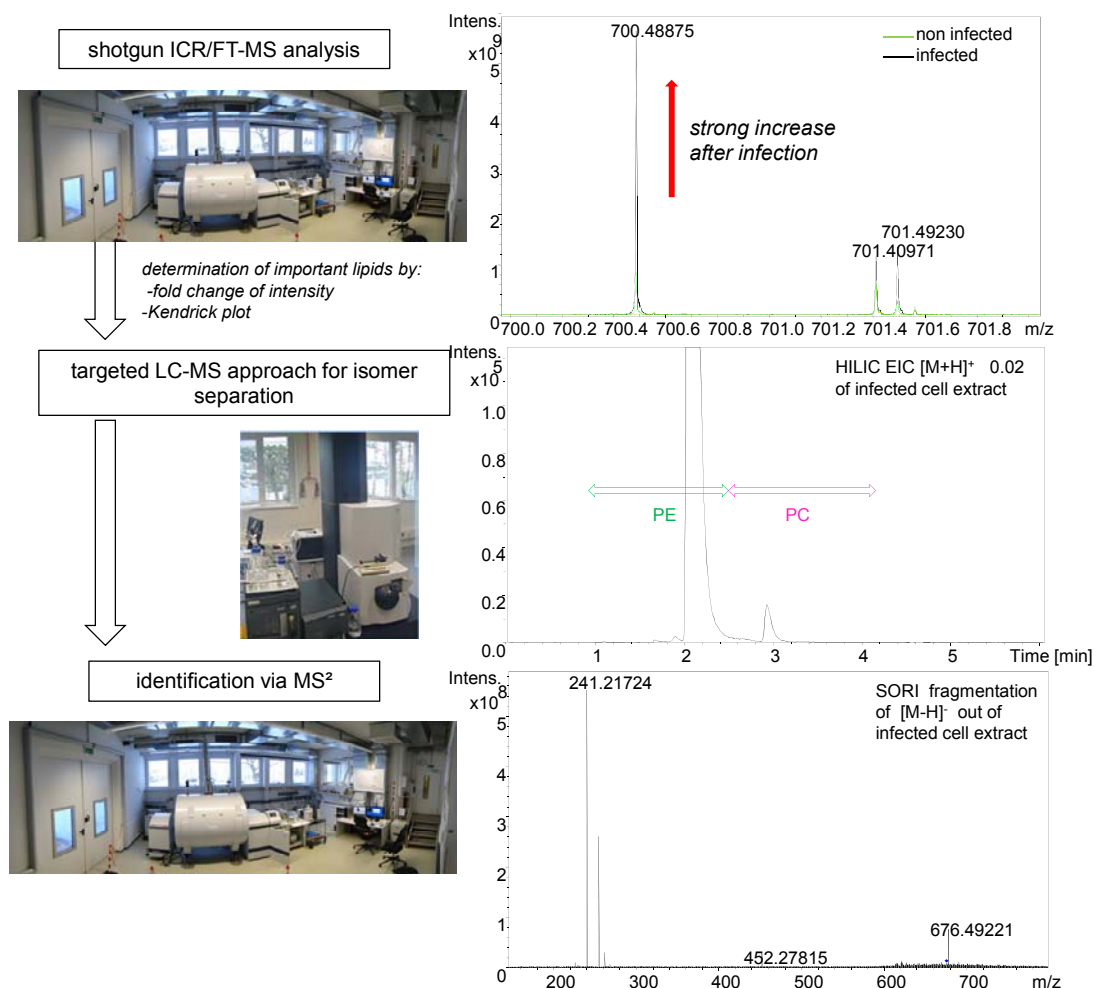 shotgun ICR/FT-MS analysis
determination of important lipids by:
-fold change of intensity
-Kendrick plot
targeted LC-MS approach for isomer
separation
identification via MS²
Intens.
9
x10
5
4
3
2
1
0
700.48875
non infected
infected
strong increase
after infection
701.49230
701.40971
700.0 700.2 700.4 700.6 700.8 701.0 701.2 701.4 701.6 701.8 m/z
Intens.
5
x10
1.0
0.8
0.6
0.4
0.2
0.0
HILIC EIC [M+H]⁺ 0.02
of infected cell extract
PE PC
1 2 3 4 5 Time [min]
Intens.
8
x10
5
4
3
2
1
0
241.21724
SORI fragmentation
of [M-H]⁻ out of
infected cell extract
676.49221
452.27815
200 300 400 500 600 700 m/z